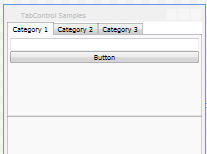 TabControl Samples
Category 1 Category 2 Category 3
Button